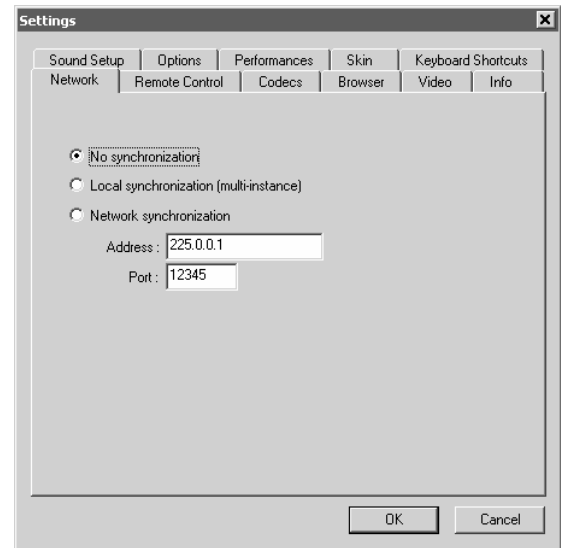 Settings
Sound Setup Options Performances Skin Keyboard Shortcuts
Network Remote Control Codecs Browser Video Info
No synchronization
Local synchronization (multi-instance)
Network synchronization
Address : 225.0.0.1
Port : 12345
OK Cancel